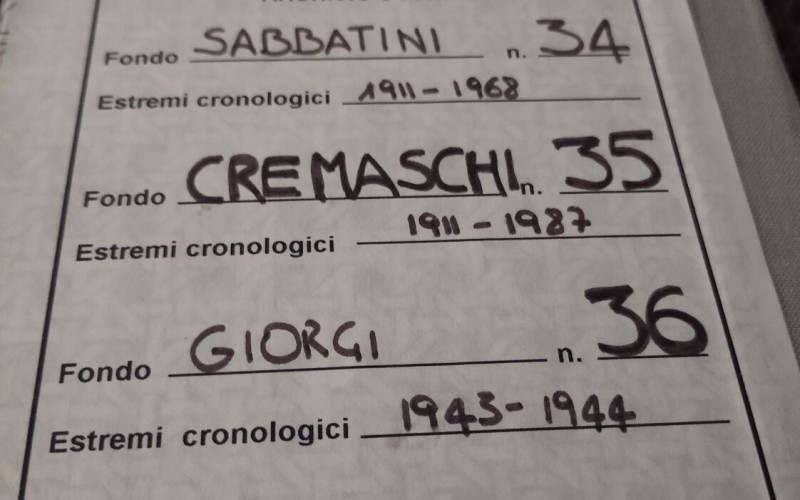 Fondo SABBATINI n. 34
Estremi cronologici 1911 - 1968
Fondo CREMASCHI n. 35
Estremi cronologici 1911 - 1987
Fondo GIORGI n. 36
Estremi cronologici 1943 - 1944